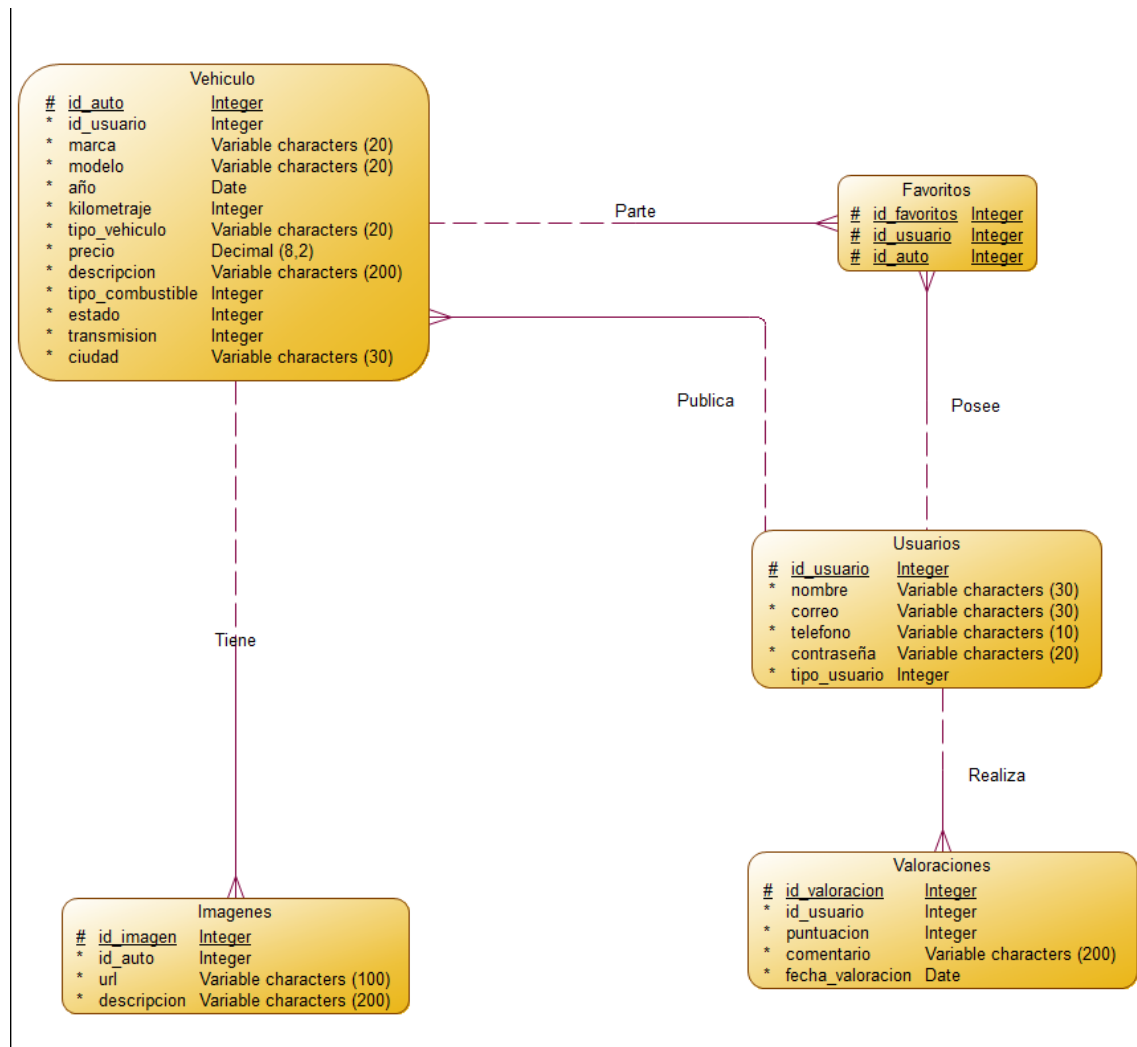 Vehiculo
# id_auto Integer
* id_usuario Integer
* marca Variable characters (20)
* modelo Variable characters (20)
* año Date
* kilometraje Integer
* tipo_vehiculo Variable characters (20)
* precio Decimal (8,2)
* descripcion Variable characters (200)
* tipo_combustible Integer
* estado Integer
* transmision Integer
* ciudad Variable characters (30)
Parte
Favoritos
# id_favoritos Integer
# id_usuario Integer
# id_auto Integer
Publica
Posee
Usuarios
# id_usuario Integer
* nombre Variable characters (30)
* correo Variable characters (30)
* telefono Variable characters (10)
* contraseña Variable characters (20)
* tipo_usuario Integer
Tiene
Realiza
Valoraciones
# id_valoracion Integer
* id_usuario Integer
* puntuacion Integer
* comentario Variable characters (200)
* fecha_valoracion Date
Imagenes
# id_imagen Integer
* id_auto Integer
* url Variable characters (100)
* descripcion Variable characters (200)